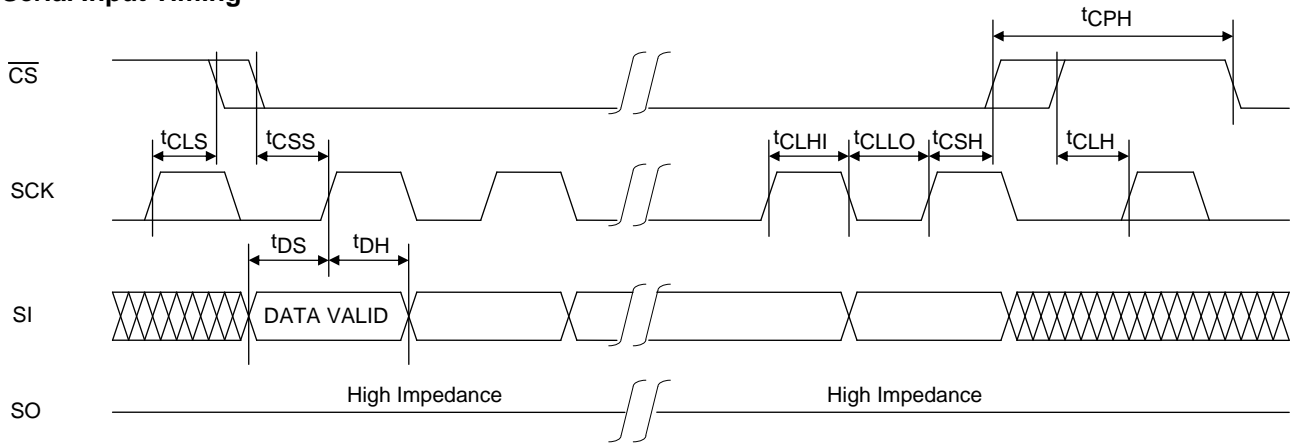 Serial Input Timing
tCPH
CS
tCLS
tCSS
tCLHI
tCLLO
tCSH
tCLH
SCK
tDS
tDH
SI
DATA VALID
High Impedance
High Impedance
SO